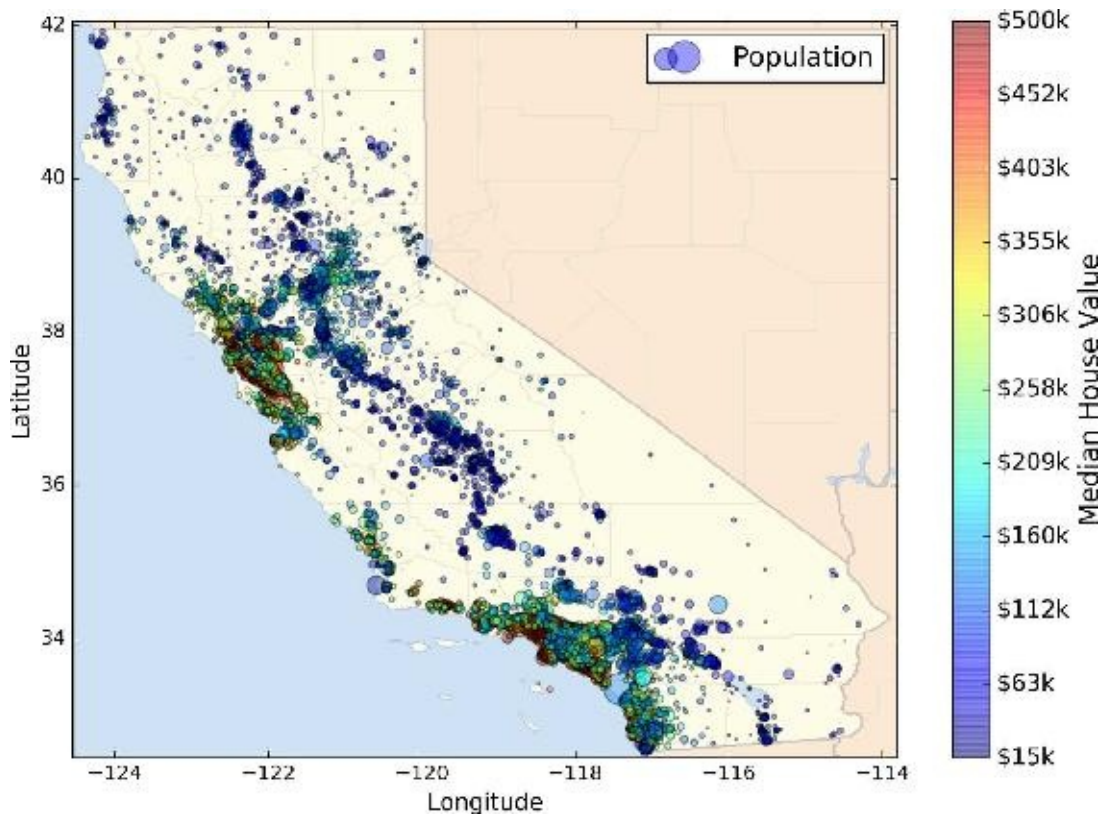 42
40
38
36
34
Latitude
−124
−122
−120
−118
−116
−114
Longitude
Population
$500k
$452k
$403k
$355k
$306k
$258k
$209k
$160k
$112k
$63k
$15k
Median House Value